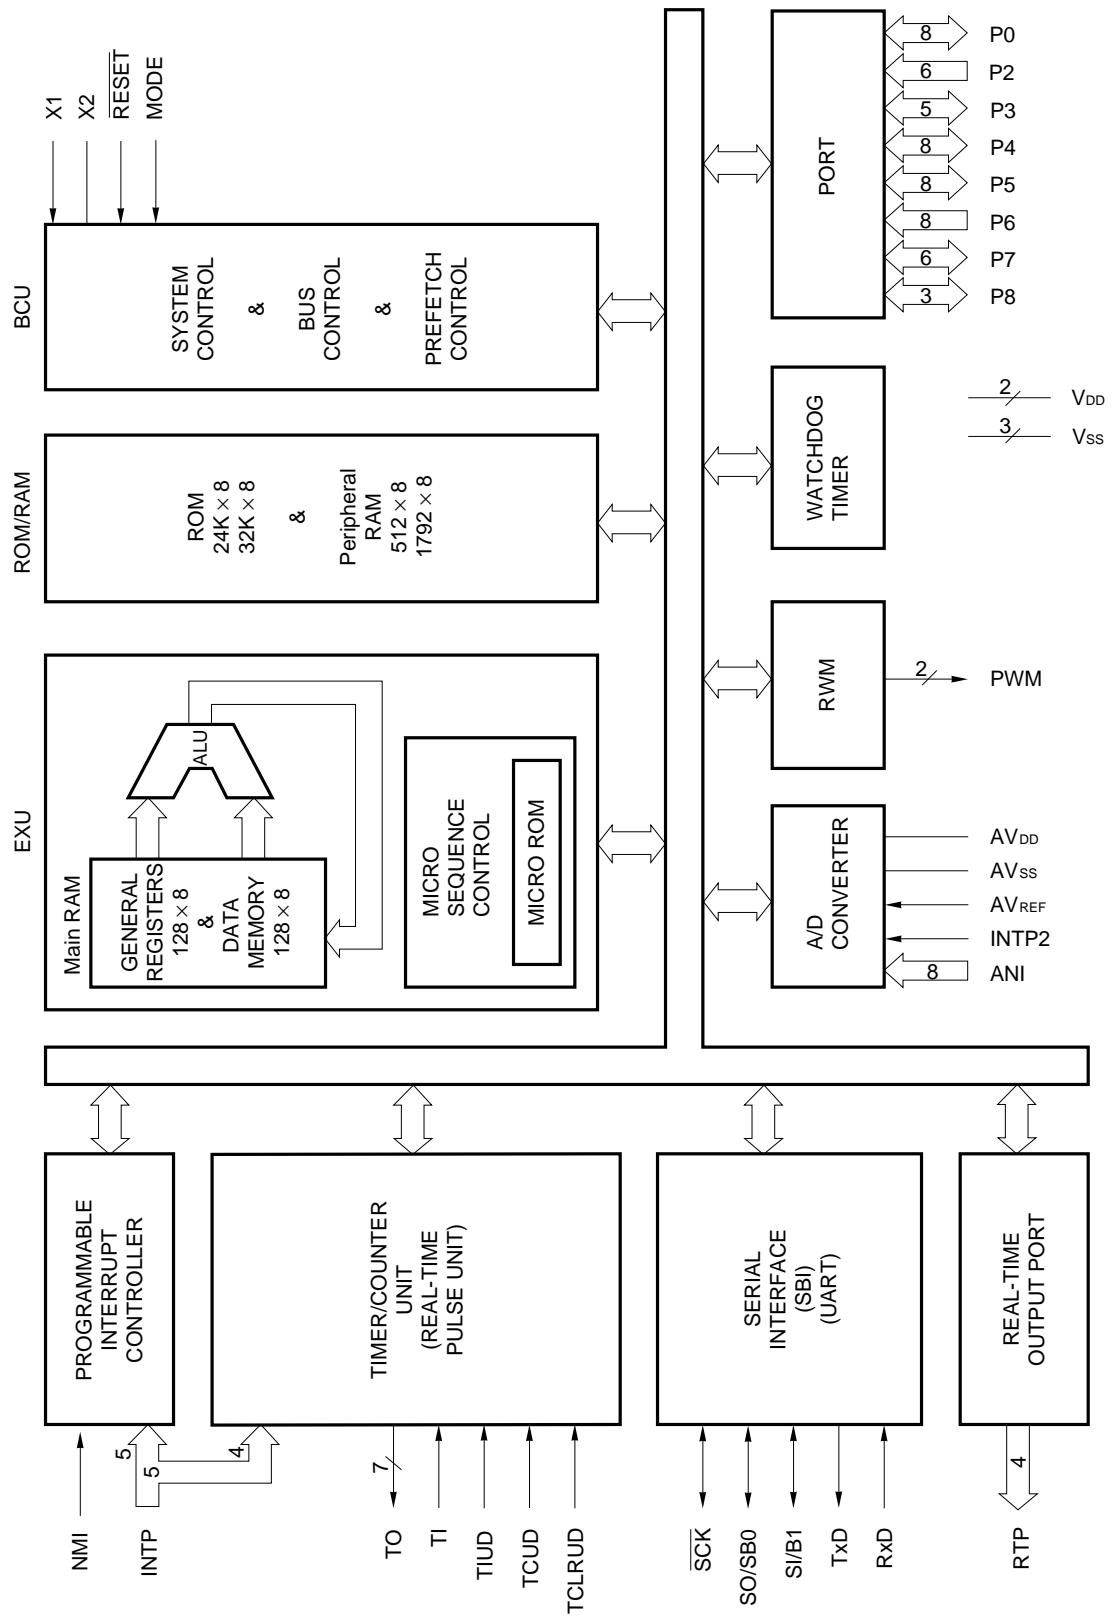 NMI
INTP
5
5
4
PROGRAMMABLE
INTERRUPT
CONTROLLER
TO
7
TI
TIUD
TCUD
TCLRUD
TIMER/COUNTER
UNIT
(REAL-TIME
PULSE UNIT)
SCK
SO/SB0
SI/B1
TxD
RxD
SERIAL
INTERFACE
(SBI)
(UART)
RTP
4
REAL-TIME
OUTPUT PORT
EXU
Main RAM
GENERAL
REGISTERS
128 × 8
&
DATA
MEMORY
128 × 8
ALU
MICRO
SEQUENCE
CONTROL
MICRO ROM
ROM/RAM
ROM
24K × 8
32K × 8
&
Peripheral
RAM
512 × 8
1792 × 8
BCU
SYSTEM
CONTROL
&
BUS
CONTROL
&
PREFETCH
CONTROL
X1
X2
RESET
MODE
A/D
CONVERTER
AVDD
AVSS
AVREF
INTP2
8
ANI
RWM
2
PWM
WATCHDOG
TIMER
2
VDD
3
VSS
PORT
8
P0
6
P2
5
P3
8
P4
8
P5
8
P6
6
P7
3
P8